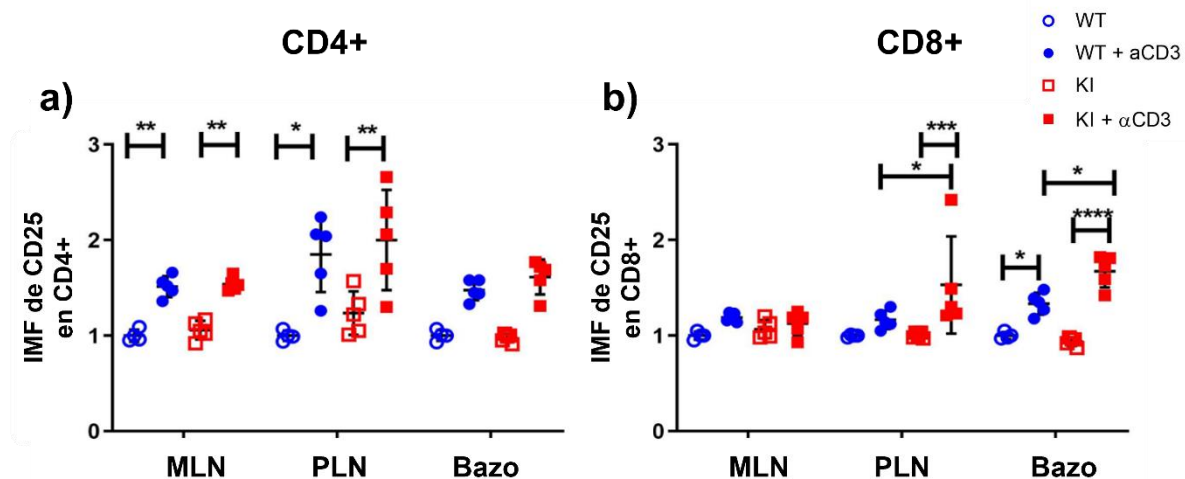 CD4+
CD8+
WT
WT + aCD3
KI
KI + αCD3
a)
b)
** ** * **
*** * * **** *
IMF de CD25
en CD4+
3
2
1
0
MLN PLN Bazo
IMF de CD25
en CD8+
3
2
1
0
MLN PLN Bazo